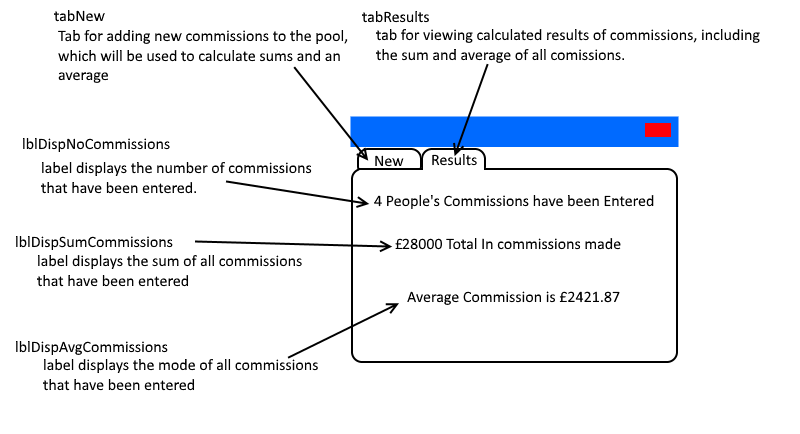 tabNew
Tab for adding new commissions to the pool,
which will be used to calculate sums and an
average
tabResults
tab for viewing calculated results of commissions, including
the sum and average of all comissions.
lblDispNoCommissions
label displays the number of commissions
that have been entered.
lblDispSumCommissions
label displays the sum of all commissions
that have been entered
lblDispAvgCommissions
label displays the mode of all commissions
that have been entered
New
Results
4 People's Commissions have been Entered
£28000 Total In commissions made
Average Commission is £2421.87